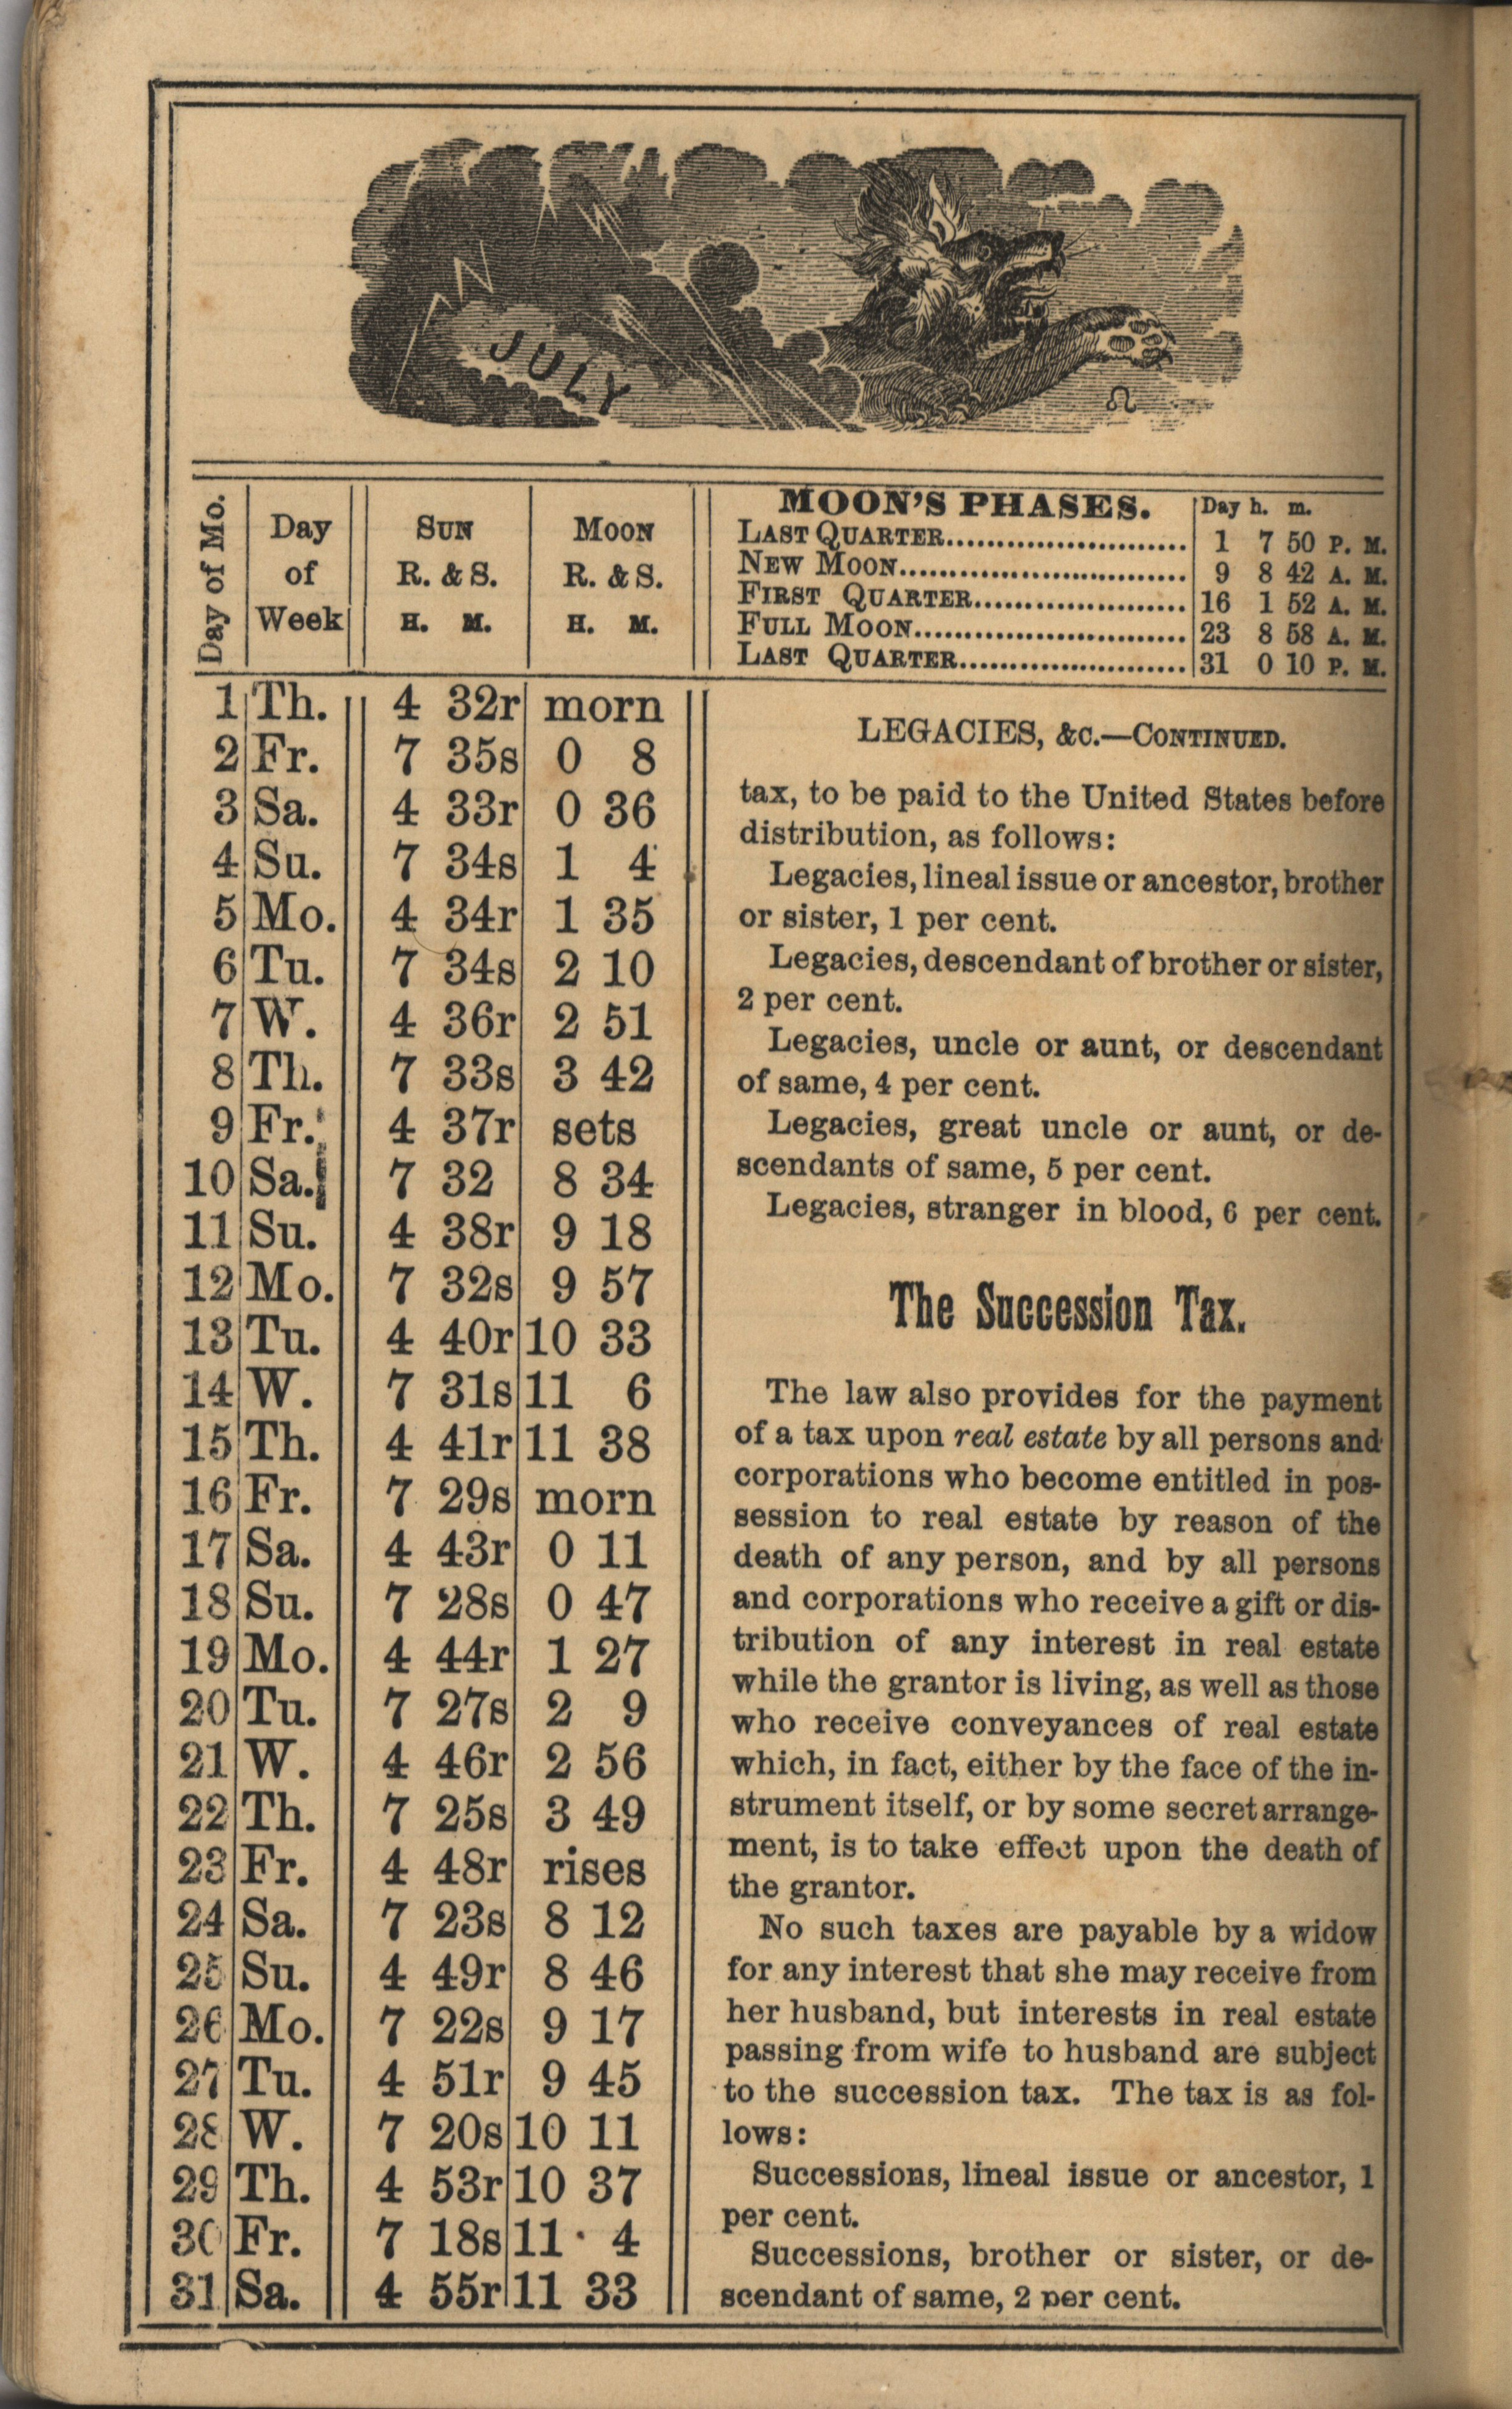 JULY
♌
Day of Mo.
Day of Week
SUN R. & S. H. M.
MOON R. & S. H. M.
MOON'S PHASES. Day h. m.
LAST QUARTER........................ 1 7 50 P. M.
NEW MOON............................. 9 8 42 A. M.
FIRST QUARTER...................... 16 1 52 A. M.
FULL MOON............................ 23 8 58 A. M.
LAST QUARTER....................... 31 0 10 P. M.
1 Th. 4 32r morn
2 Fr. 7 35s 0 8
3 Sa. 4 33r 0 36
4 Su. 7 34s 1 4
5 Mo. 4 34r 1 35
6 Tu. 7 34s 2 10
7 W. 4 36r 2 51
8 Th. 7 33s 3 42
9 Fr. 4 37r sets
10 Sa. 7 32 8 34
11 Su. 4 38r 9 18
12 Mo. 7 32s 9 57
13 Tu. 4 40r 10 33
14 W. 7 31s 11 6
15 Th. 4 41r 11 38
16 Fr. 7 29s morn
17 Sa. 4 43r 0 11
18 Su. 7 28s 0 47
19 Mo. 4 44r 1 27
20 Tu. 7 27s 2 9
21 W. 4 46r 2 56
22 Th. 7 25s 3 49
23 Fr. 4 48r rises
24 Sa. 7 23s 8 12
25 Su. 4 49r 8 46
26 Mo. 7 22s 9 17
27 Tu. 4 51r 9 45
28 W. 7 20s 10 11
29 Th. 4 53r 10 37
30 Fr. 7 18s 11 4
31 Sa. 4 55r 11 33
LEGACIES, &C.—CONTINUED.
tax, to be paid to the United States before
distribution, as follows:
Legacies, lineal issue or ancestor, brother
or sister, 1 per cent.
Legacies, descendant of brother or sister,
2 per cent.
Legacies, uncle or aunt, or descendant
of same, 4 per cent.
Legacies, great uncle or aunt, or de-
scendants of same, 5 per cent.
Legacies, stranger in blood, 6 per cent.
The Succession Tax.
The law also provides for the payment
of a tax upon real estate by all persons and
corporations who become entitled in pos-
session to real estate by reason of the
death of any person, and by all persons
and corporations who receive a gift or dis-
tribution of any interest in real estate
while the grantor is living, as well as those
who receive conveyances of real estate
which, in fact, either by the face of the in-
strument itself, or by some secret arrange-
ment, is to take effect upon the death of
the grantor.
No such taxes are payable by a widow
for any interest that she may receive from
her husband, but interests in real estate
passing from wife to husband are subject
to the succession tax. The tax is as fol-
lows:
Successions, lineal issue or ancestor, 1
per cent.
Successions, brother or sister, or de-
scendant of same, 2 per cent.